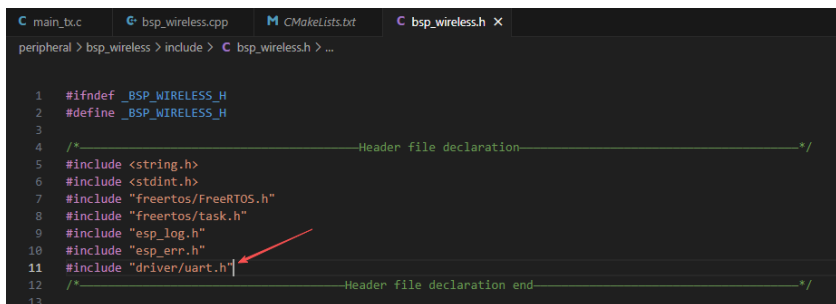 C main_tx.c
bsp_wireless.cpp
M CMakeLists.txt
C bsp_wireless.h ×
peripheral > bsp_wireless > include > C bsp_wireless.h > ...
1 #ifndef _BSP_WIRELESS_H
2 #define _BSP_WIRELESS_H
3
4 /*————————————————————Header file declaration————————————————————*/
5 #include <string.h>
6 #include <stdint.h>
7 #include "freertos/FreeRTOS.h"
8 #include "freertos/task.h"
9 #include "esp_log.h"
10 #include "esp_err.h"
11 #include "driver/uart.h"
12 /*————————————————————Header file declaration end————————————————————*/
13